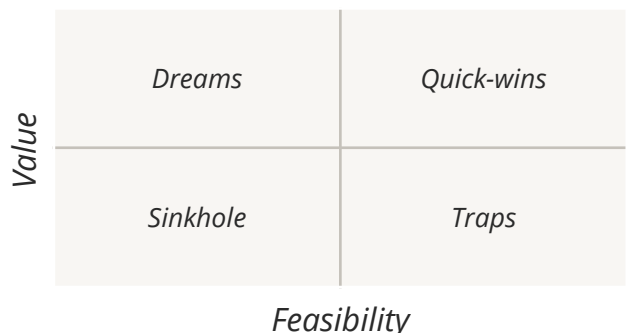 Dreams
Quick-wins
Value
Sinkhole
Traps
Feasibility